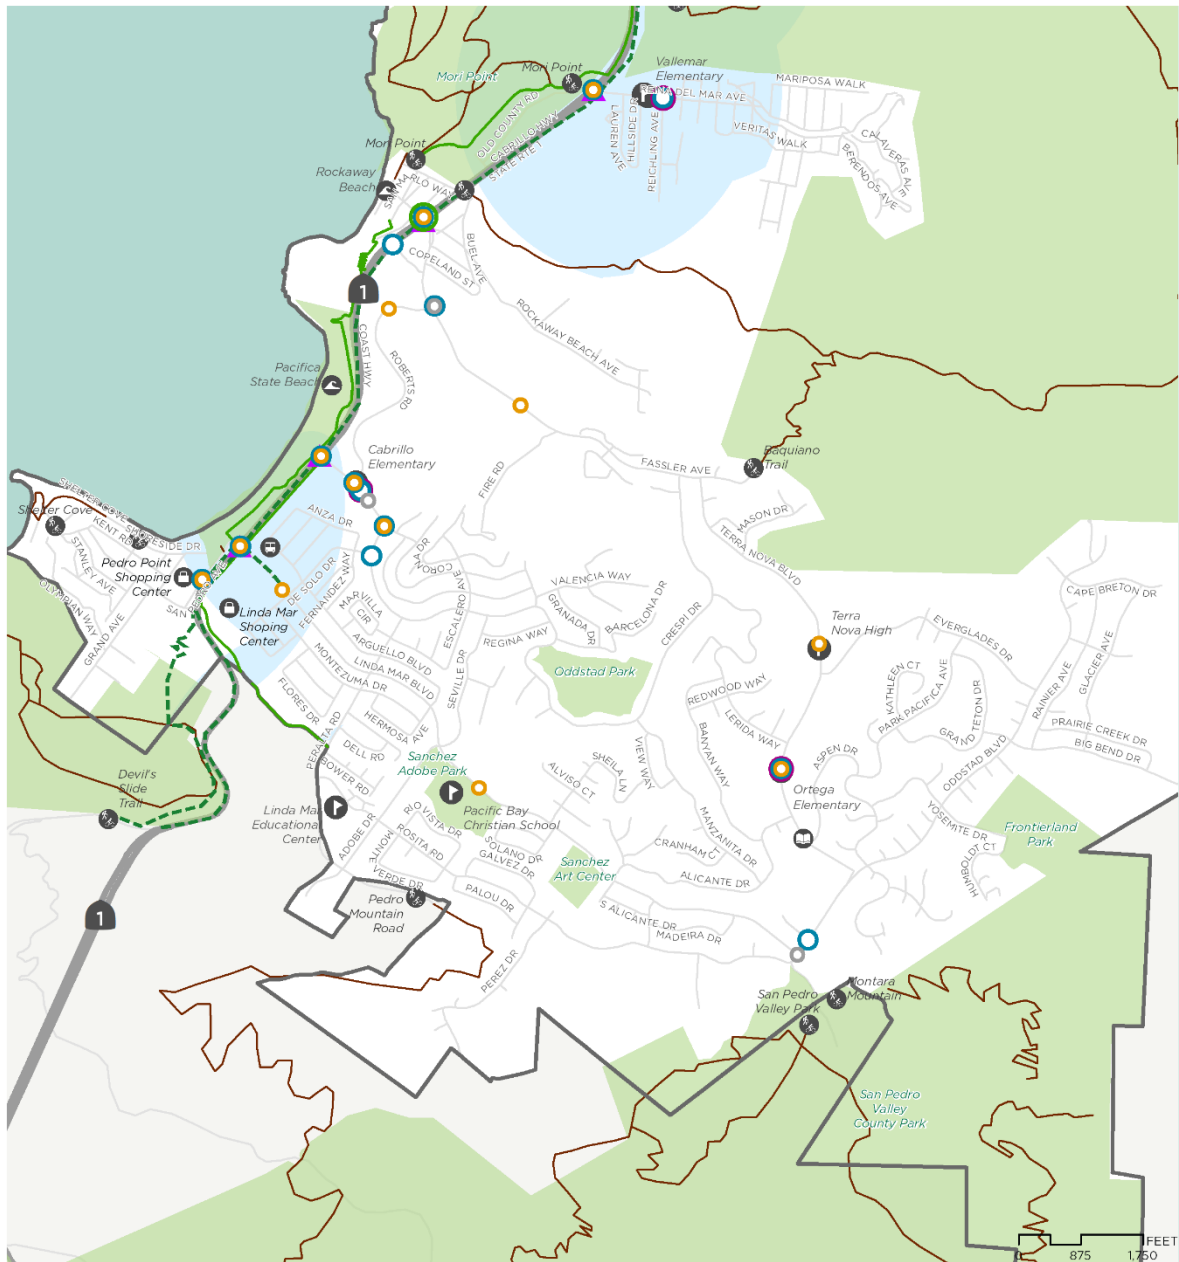 Mori Point
Mori Point
Vallemar
Elementary
MARIPOSA WALK
DEL MAR AVE
OLD COUNTY RD
CABRILLO HWY
STATE RTE 1
LAUREN AVE
HILLSIDE DR
REICHLING AVE
VERITAS WALK
CALAVERAS AVE
BERENDOS AVE
Mori Point
Rockaway
Beach
BUEL AVE
COPELAND ST
1
ROCKAWAY BEACH AVE
COAST HWY
ROBERTS RD
Pacifica
State Beach
Cabrillo
Elementary
FASSLER AVE
Baquiano
Trail
FIRE RD
SHELTER COVE
Shelter Cove
KENT RD
SHORESIDE DR
ANZA DR
MASON DR
TERRA NOVA BLVD
STANLEY AVE
Pedro Point
Shopping
Center
SAN PEDRO AVE
OLYMPIAN WAY
GRAND AVE
DE SOLO DR
FERNANDEZ WAY
Linda Mar
Shoping
Center
MARVILLA
CIR
CORONA DR
ESCALERO AVE
VALENCIA WAY
GRANADA DR
BARCELONA DR
REGINA WAY
CRESPI DR
CAPE BRETON DR
Terra
Nova High
EVERGLADES DR
ARGUELLO BLVD
LINDA MAR BLVD
MONTEZUMA DR
SEVILLE DR
Oddstad Park
REDWOOD WAY
KATHLEEN CT
PARK PACIFICA AVE
RAINIER AVE
GLACIER AVE
FLORES DR
HERMOSA AVE
PERALTA RD
DELL RD
BOWER RD
LERIDA WAY
BANYAN WAY
VIEW WAY
SHEILA LN
ALVISO CT
ASPEN DR
GRAND TETON DR
ODDSTAD BLVD
PRAIRIE CREEK DR
BIG BEND DR
Sanchez
Adobe Park
Devil's
Slide
Trail
Linda Mar
Educational
Center
Pacific Bay
Christian School
Ortega
Elementary
YOSEMITE DR
Frontierland
Park
HUMBOLDT CT
RIO VISTA DR
ADOBE DR
ROSITA RD
MONTE
VERDE DR
SOLANO DR
GALVEZ DR
Sanchez
Art Center
CRANHAM CT
MANZANITA DR
ALICANTE DR
PALOU DR
S ALICANTE DR
MADEIRA DR
Pedro
Mountain
Road
1
PEREZ DR
San Pedro
Valley Park
Montara
Mountain
San Pedro
Valley
County Park
FEET
0 875 1,750